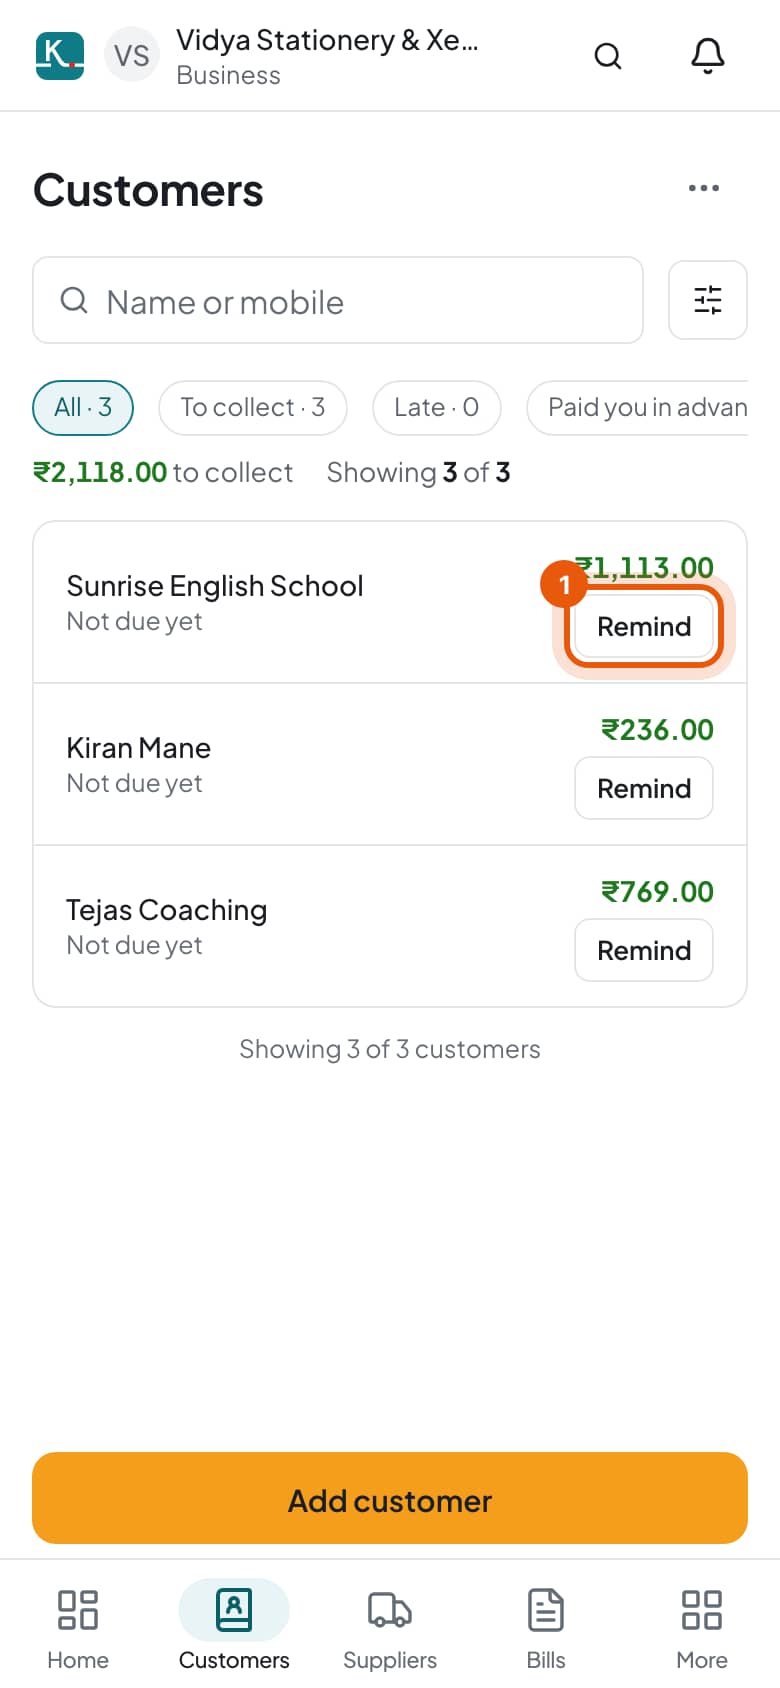 K.
VS
Vidya Stationery & Xe...
Business
Customers
Name or mobile
All · 3
To collect · 3
Late · 0
Paid you in advan
₹2,118.00 to collect
Showing 3 of 3
Sunrise English School
Not due yet
₹1,113.00
1
Remind
Kiran Mane
Not due yet
₹236.00
Remind
Tejas Coaching
Not due yet
₹769.00
Remind
Showing 3 of 3 customers
Add customer
Home
Customers
Suppliers
Bills
More